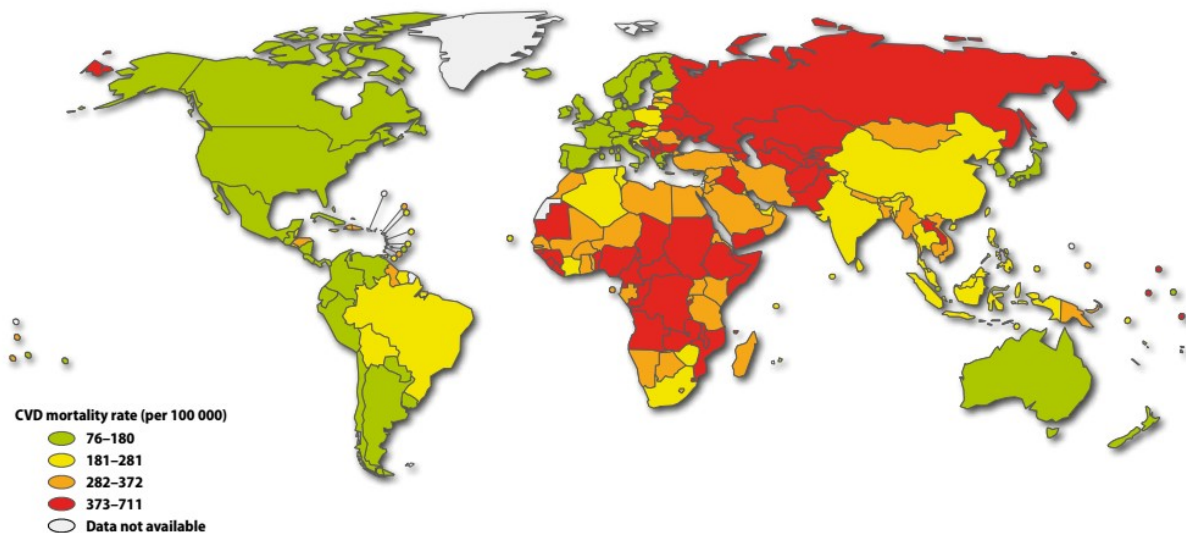 CVD mortality rate (per 100 000)
76–180
181–281
282–372
373–711
Data not available